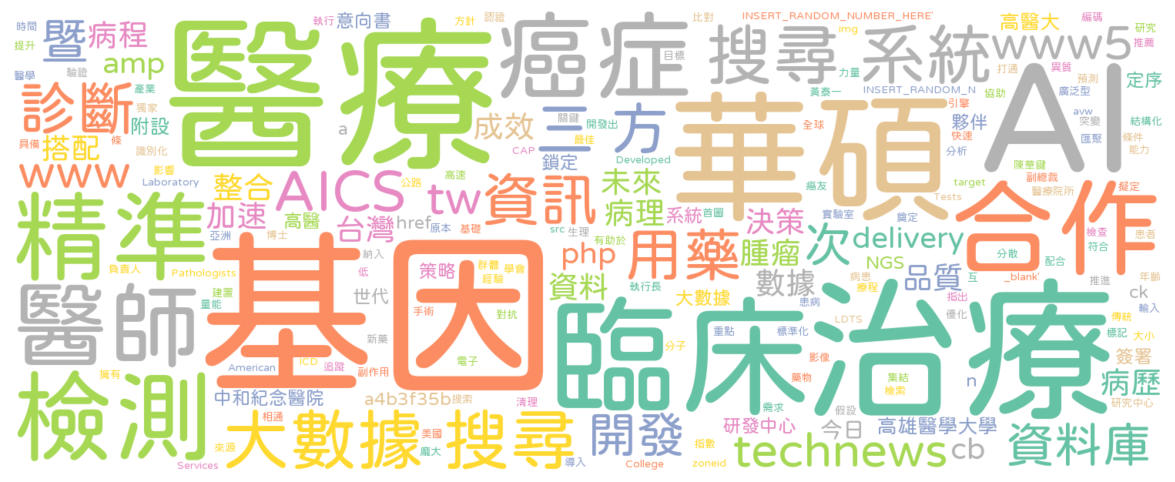 時間 暨 病程 執行 意向書 方針 認證 比對 INSERT_RANDOM_NUMBER_HERE' 高醫大 編碼 研究
提升 amp 醫療 癌症 目標 搜尋 img 系統 www5 推薦
醫學 驗證 力量 黃泰一 打通 異質 預測
診斷 產業 獨家 附設 a 成效 關鍵 三方 開發出 華碩 INSERT_RANDOM_N 引擎 協助 AI 廣泛型 定序
具備 條 搭配 識別化 CAP 最佳 全球 夥伴 快速 avw 突變 結構化
匯聚 條件 能力
www 影響 Laboratory 整合 AICS 公路 高速 tw 資訊 鎖定 Developed 未來 癌友 分析 target 陳華鍵 副總裁 醫療院所 擬定
精準 加速 高醫 台灣 href 原本 基礎 首圖 src 生理 病理 系統 決策 實驗室 奠定 Tests 合作 檢查 患者
亞洲 博士 納入 有助於 php 用藥 腫瘤 次 delivery 分散 配合 符合
負責人 Pathologists 基因 策略 群體 經驗 學會 資料 執行長 大數據 數據 病患 療程 NGS 品質 互 _blank' 推進 年齡
醫師 建置 量能 低 世代 手術 對抗 患病 指出 優化 ck 輸入
新藥 臨床治療 重點 標準化 LDTS 傳統 標記 大小
American ICD 追蹤 電子 分子 影像 簽署
檢測 擁有 中和紀念醫院 副作用 a4b3f35b 搜索 清理 藥物 集結 檢索 n 病歷
相通 需求 假設 研究中心
來源 大數據 美國 搜尋 開發 指數 研發中心 今日 高雄醫學大學 資料庫
Services 龐大 導入 College zoneid technews cb